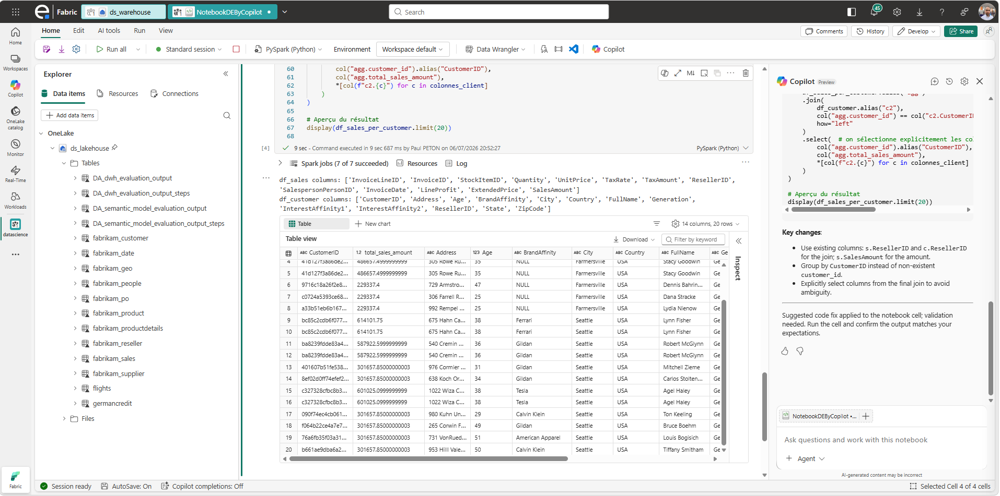 Fabric
ds_warehouse
NotebookDEByCopilot
Search
45
Home
Edit
AI tools
Run
View
Comments
History
Develop
Share
Run all
Standard session
PySpark (Python)
Environment
Workspace default
Data Wrangler
Copilot
Home
Workspaces
Copilot
OneLake
catalog
Monitor
Real-Time
Workloads
datascience
Fabric
Explorer
Data items
Resources
Connections
Add data items
OneLake
ds_lakehouse
Tables
DA_dwh_evaluation_output
DA_dwh_evaluation_output_steps
DA_semantic_model_evaluation_output
DA_semantic_model_evaluation_output_steps
fabrikam_customer
fabrikam_date
fabrikam_geo
fabrikam_people
fabrikam_po
fabrikam_product
fabrikam_productdetails
fabrikam_reseller
fabrikam_sales
fabrikam_supplier
flights
germancredit
Files
60 col("agg.customer_id").alias("CustomerID"),
61 col("agg.total_sales_amount"),
62 *[col(f"c2.{c}") for c in colonnes_client]
63 )
64 )
65
66 # Aperçu du résultat
67 display(df_sales_per_customer.limit(20))
68
M↓
[4]
9 sec - Command executed in 9 sec 687 ms by Paul PETON on 06/07/2026 20:52:27
PySpark (Python)
Spark jobs (7 of 7 succeeded)
Resources
Log
df_sales columns: ['InvoiceLineID', 'InvoiceID', 'StockItemID', 'Quantity', 'UnitPrice', 'TaxRate', 'TaxAmount', 'ResellerID',
'SalespersonPersonID', 'InvoiceDate', 'LineProfit', 'ExtendedPrice', 'SalesAmount']
df_customer columns: ['CustomerID', 'Address', 'Age', 'BrandAffinity', 'City', 'Country', 'FullName', 'Generation',
'InterestAffinity1', 'InterestAffinity2', 'ResellerID', 'State', 'ZipCode']
Table
New chart
14 columns, 20 rows
Table view
Download
Filter by keyword
Inspect
ABC CustomerID 1.2 total_sales_amount ABC Address 123 Age ABC BrandAffinity ABC City ABC Country ABC FullName ABC Ge
4 41d127f3a86de2... 486657.4999999999 305 Rowe Ru... 35 NULL Farmersville USA Stacy Goodwin Ge
5 41d127f3a86de2... 486657.4999999999 305 Rowe Ru... 35 NULL Farmersville USA Stacy Goodwin Ge
6 9716c18a26f2e8... 229337.4 729 Armstro... 47 NULL Farmersville USA Dennis Bahrin... Ge
7 c0724a5393ce68... 229337.4 306 Farrell R... 25 NULL Farmersville USA Dana Stracke Ge
8 a33b51eb6b167... 229337.4 992 Rempel ... 25 NULL Farmersville USA Lydia Nienow Ge
9 bc85c2cdb6f077... 614101.75 675 Hahn Ca... 38 Ferrari Seattle USA Lynn Fisher Ge
10 bc85c2cdb6f077... 614101.75 675 Hahn Ca... 38 Ferrari Seattle USA Lynn Fisher Ge
11 ba8239fdde83a4... 587922.5999999999 540 Cremin ... 36 Gildan Seattle USA Robert McGlynn Ge
12 ba8239fdde83a4... 587922.5999999999 540 Cremin ... 36 Gildan Seattle USA Robert McGlynn Ge
13 401607b51fe538... 301657.85000000003 976 Cormier ... 31 Gildan Seattle USA Mitchell Zieme Ge
14 8ef02d0ff74efef2... 301657.85000000003 638 Koch Or... 34 Gildan Seattle USA Carlos Stolten... Ge
15 c327328cfbc8b3... 601025.0999999999 1022 Wiza C... 38 Tesla Seattle USA Agel Haley Ge
16 c327328cfbc8b3... 601025.0999999999 1022 Wiza C... 38 Tesla Seattle USA Agel Haley Ge
17 090f74ec4cb061... 301657.85000000003 980 Kuhn Un... 29 Calvin Klein Seattle USA Ton Keeling Ge
18 f064b22ce4a7e7... 301657.85000000003 265 Corwin F... 49 Gildan Seattle USA Bruce Boehm Ge
19 76a6fb35f03a31... 301657.85000000003 731 VonRued... 51 American Apparel Seattle USA Louis Bogisich Ge
20 b661ae9dba6a2... 301657.85000000003 953 Hilll Vale... 50 Calvin Klein Seattle USA Tiffany Smitham Ge
Copilot Preview
.join(
df_customer.alias("c2"),
col("agg.customer_id") == col("c2.CustomerI
how="left"
)
.select( # on sélectionne explicitement les co
col("agg.customer_id").alias("CustomerID"),
col("agg.total_sales_amount"),
*[col(f"c2.{c}") for c in colonnes_client]
)
)
# Aperçu du résultat
display(df_sales_per_customer.limit(20))
Key changes:
• Use existing columns: s.ResellerID and c.ResellerID
for the join; s.SalesAmount for the amount.
• Group by CustomerID instead of non-existent
customer_id.
• Explicitly select columns from the final join to avoid
ambiguity.
Suggested code fix applied to the notebook cell; validation
needed. Run the cell and confirm the output matches your
expectations.
NotebookDEByCopilot •...
Ask questions and work with this notebook
Agent
AI-generated content may be incorrect
Session ready
AutoSave: On
Copilot completions: Off
Selected Cell 4 of 4 cells